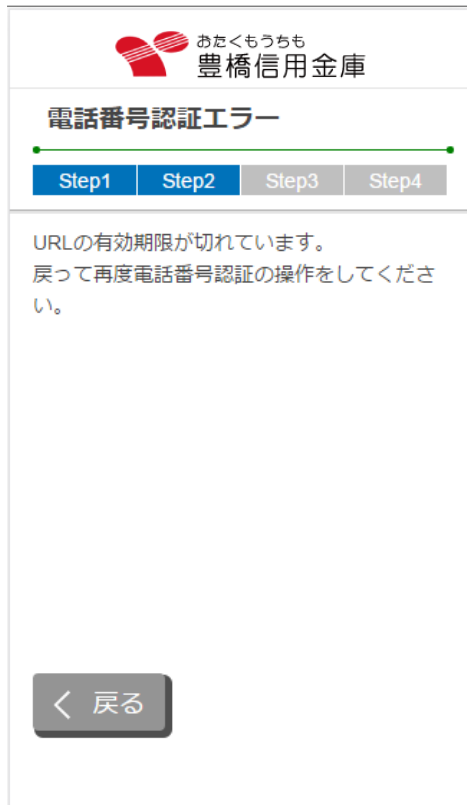 おたくもうちも
豊橋信用金庫
電話番号認証エラー
Step1 Step2 Step3 Step4
URLの有効期限が切れています。
戻って再度電話番号認証の操作をしてくださ
い。
戻る